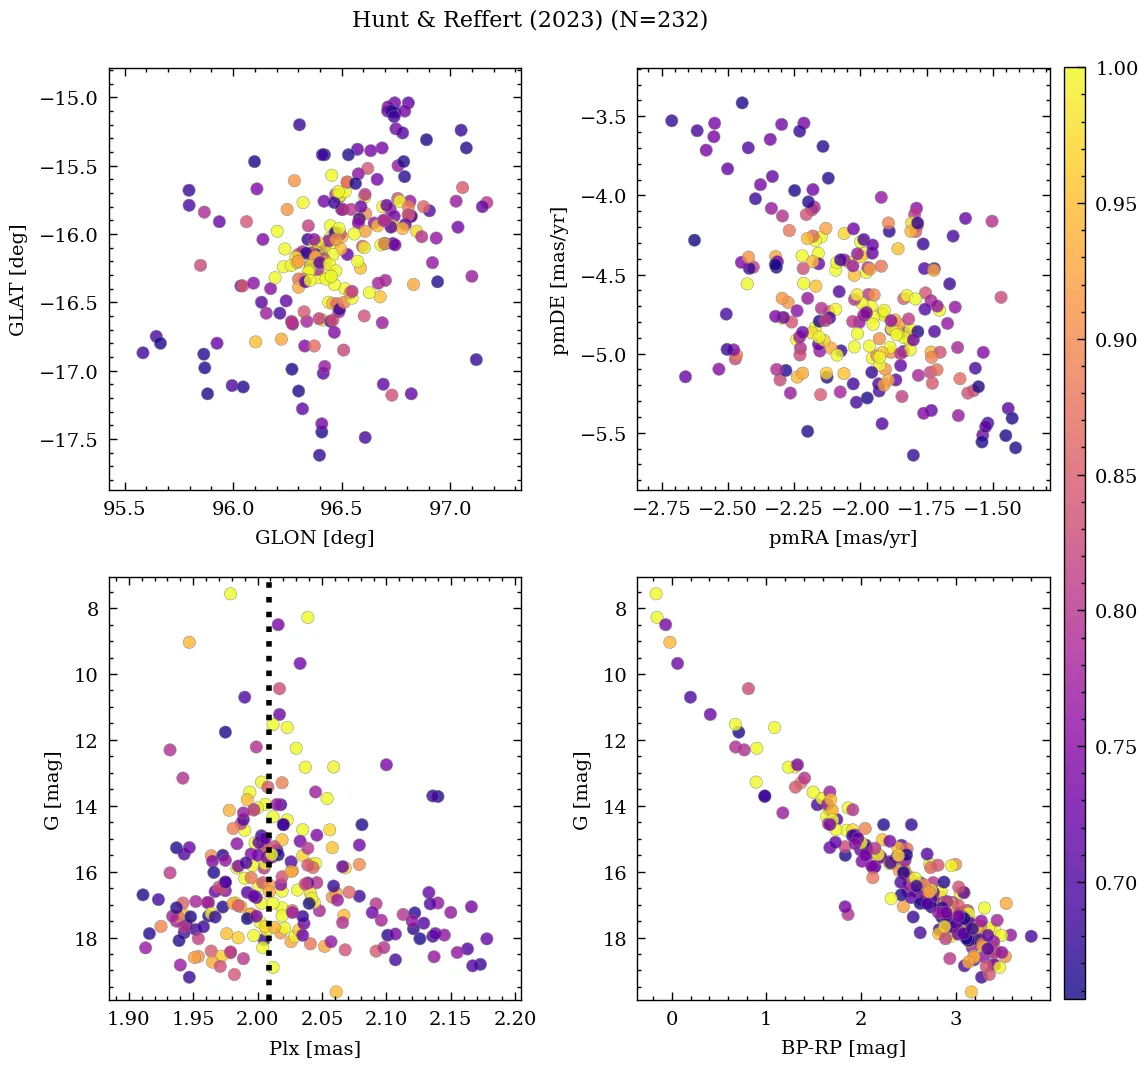 Hunt & Reffert (2023) (N=232)
−15.0
−15.5
−16.0
−16.5
−17.0
−17.5
GLAT [deg]
95.5 96.0 96.5 97.0
GLON [deg]
−3.5
−4.0
−4.5
−5.0
−5.5
pmDE [mas/yr]
−2.75 −2.50 −2.25 −2.00 −1.75 −1.50
pmRA [mas/yr]
1.00
0.95
0.90
0.85
0.80
0.75
0.70
8
10
12
14
16
18
G [mag]
1.90 1.95 2.00 2.05 2.10 2.15 2.20
Plx [mas]
8
10
12
14
16
18
G [mag]
0 1 2 3
BP-RP [mag]